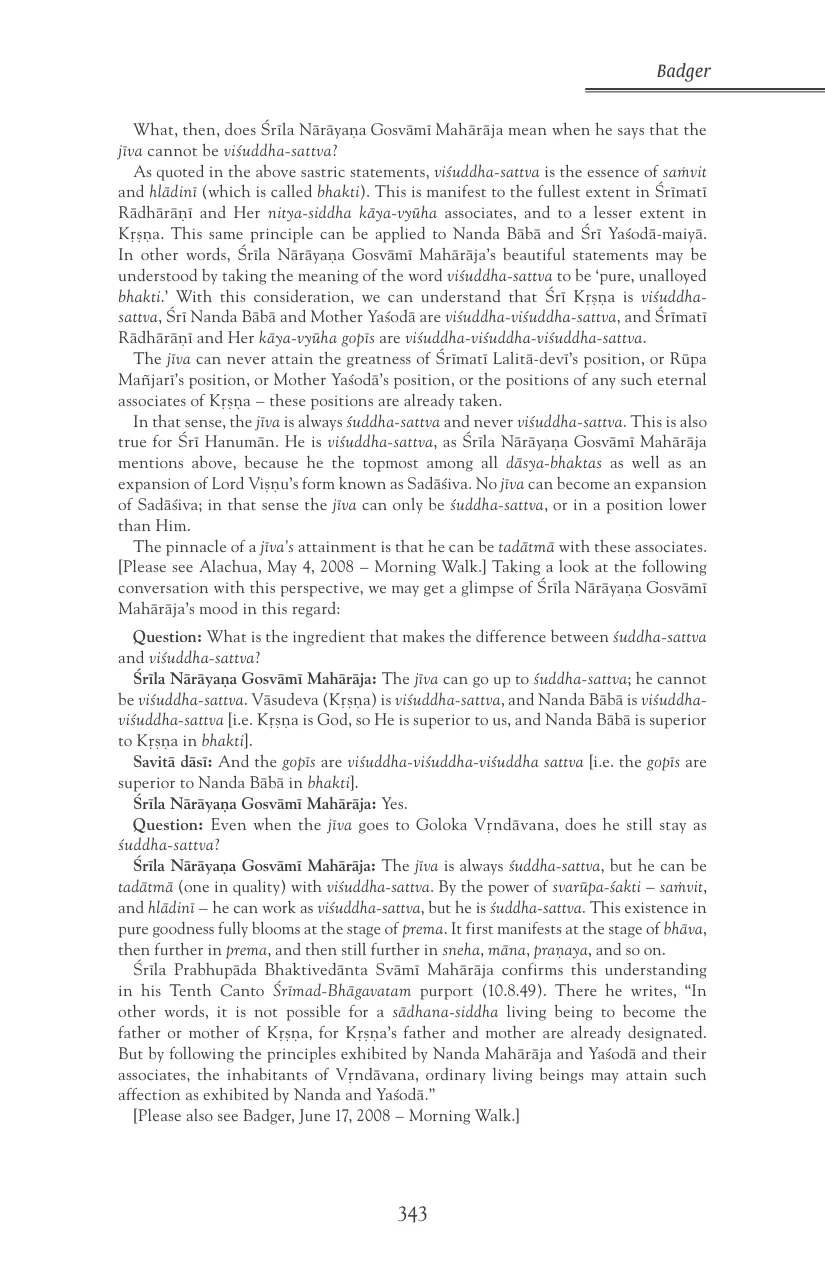 Badger
What, then, does Śrīla Nārāyaṇa Gosvāmī Mahārāja mean when he says that the
jīva cannot be viśuddha-sattva?
As quoted in the above sastric statements, viśuddha-sattva is the essence of saṁvit
and hlādinī (which is called bhakti). This is manifest to the fullest extent in Śrīmatī
Rādhārāṇī and Her nitya-siddha kāya-vyūha associates, and to a lesser extent in
Kṛṣṇa. This same principle can be applied to Nanda Bābā and Śrī Yaśodā-maiyā.
In other words, Śrīla Nārāyaṇa Gosvāmī Mahārāja's beautiful statements may be
understood by taking the meaning of the word viśuddha-sattva to be 'pure, unalloyed
bhakti.' With this consideration, we can understand that Śrī Kṛṣṇa is viśuddha-
sattva, Śrī Nanda Bābā and Mother Yaśodā are viśuddha-viśuddha-sattva, and Śrīmatī
Rādhārāṇī and Her kāya-vyūha gopīs are viśuddha-viśuddha-viśuddha-sattva.
The jīva can never attain the greatness of Śrīmatī Lalitā-devī's position, or Rūpa
Mañjarī's position, or Mother Yaśodā's position, or the positions of any such eternal
associates of Kṛṣṇa – these positions are already taken.
In that sense, the jīva is always śuddha-sattva and never viśuddha-sattva. This is also
true for Śrī Hanumān. He is viśuddha-sattva, as Śrīla Nārāyaṇa Gosvāmī Mahārāja
mentions above, because he the topmost among all dāsya-bhaktas as well as an
expansion of Lord Viṣṇu's form known as Sadāśiva. No jīva can become an expansion
of Sadāśiva; in that sense the jīva can only be śuddha-sattva, or in a position lower
than Him.
The pinnacle of a jīva's attainment is that he can be tadātmā with these associates.
[Please see Alachua, May 4, 2008 – Morning Walk.] Taking a look at the following
conversation with this perspective, we may get a glimpse of Śrīla Nārāyaṇa Gosvāmī
Mahārāja's mood in this regard:
Question: What is the ingredient that makes the difference between śuddha-sattva
and viśuddha-sattva?
Śrīla Nārāyaṇa Gosvāmī Mahārāja: The jīva can go up to śuddha-sattva; he cannot
be viśuddha-sattva. Vāsudeva (Kṛṣṇa) is viśuddha-sattva, and Nanda Bābā is viśuddha-
viśuddha-sattva [i.e. Kṛṣṇa is God, so He is superior to us, and Nanda Bābā is superior
to Kṛṣṇa in bhakti].
Savitā dāsī: And the gopīs are viśuddha-viśuddha-viśuddha sattva [i.e. the gopīs are
superior to Nanda Bābā in bhakti].
Śrīla Nārāyaṇa Gosvāmī Mahārāja: Yes.
Question: Even when the jīva goes to Goloka Vṛndāvana, does he still stay as
śuddha-sattva?
Śrīla Nārāyaṇa Gosvāmī Mahārāja: The jīva is always śuddha-sattva, but he can be
tadātmā (one in quality) with viśuddha-sattva. By the power of svarūpa-śakti – saṁvit,
and hlādinī – he can work as viśuddha-sattva, but he is śuddha-sattva. This existence in
pure goodness fully blooms at the stage of prema. It first manifests at the stage of bhāva,
then further in prema, and then still further in sneha, māna, praṇaya, and so on.
Śrīla Prabhupāda Bhaktivedānta Svāmī Mahārāja confirms this understanding
in his Tenth Canto Śrīmad-Bhāgavatam purport (10.8.49). There he writes, "In
other words, it is not possible for a sādhana-siddha living being to become the
father or mother of Kṛṣṇa, for Kṛṣṇa's father and mother are already designated.
But by following the principles exhibited by Nanda Mahārāja and Yaśodā and their
associates, the inhabitants of Vṛndāvana, ordinary living beings may attain such
affection as exhibited by Nanda and Yaśodā."
[Please also see Badger, June 17, 2008 – Morning Walk.]
343